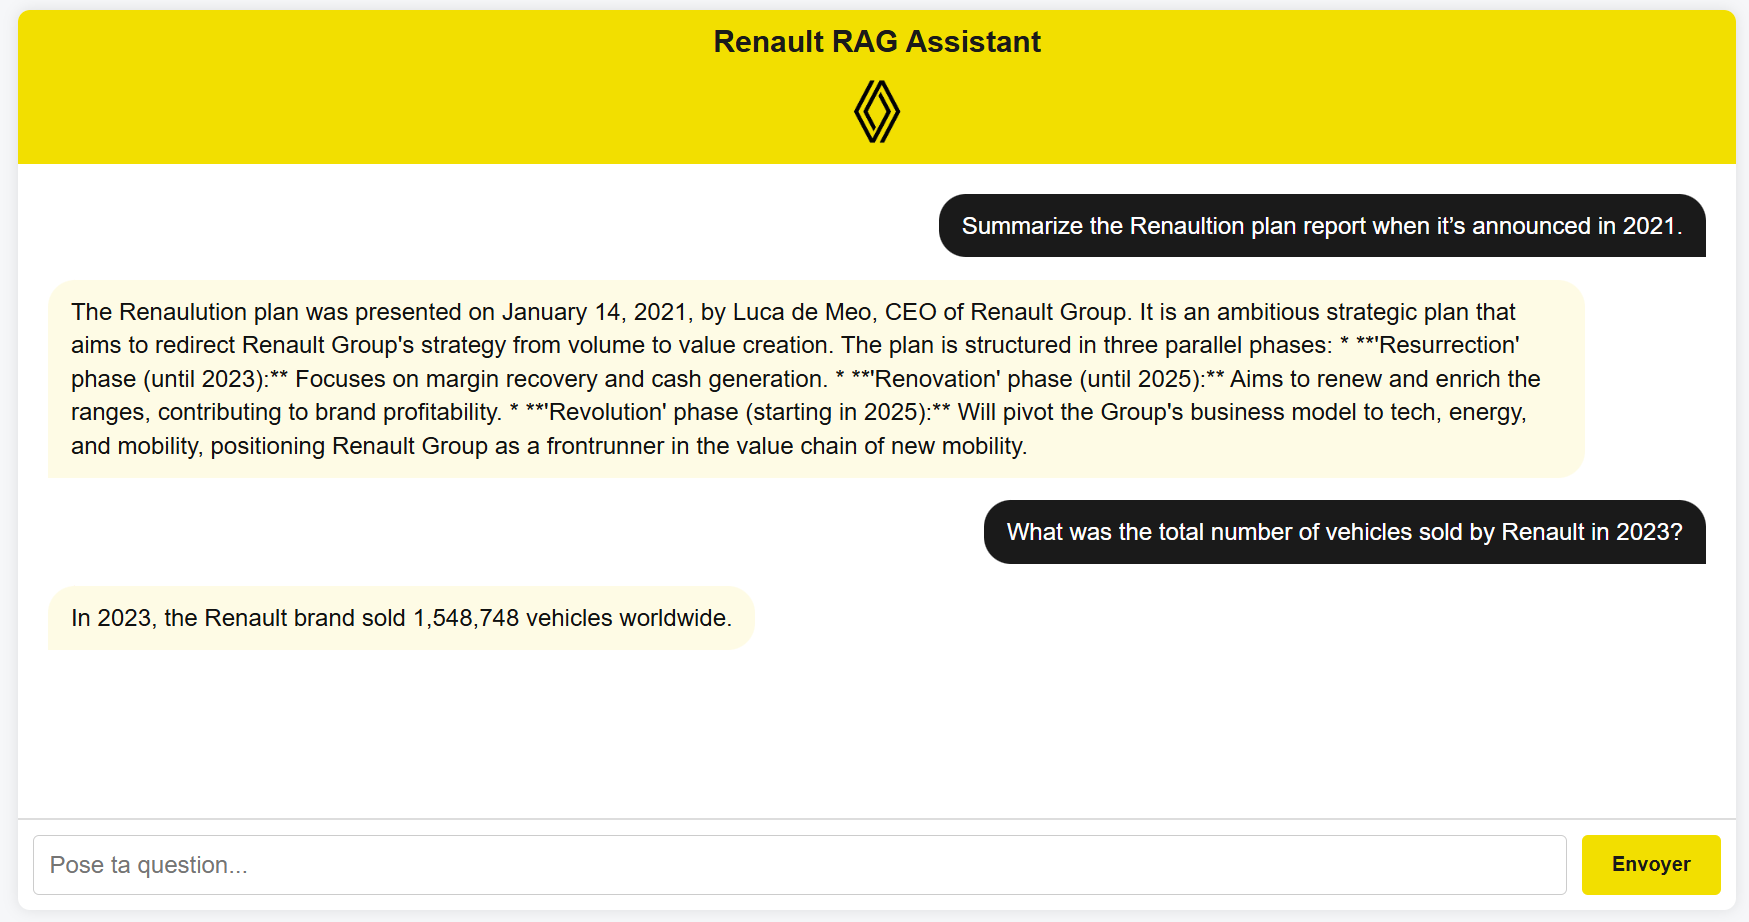 Renault RAG Assistant
Summarize the Renaultion plan report when it’s announced in 2021.
The Renaulution plan was presented on January 14, 2021, by Luca de Meo, CEO of Renault Group. It is an ambitious strategic plan that
aims to redirect Renault Group's strategy from volume to value creation. The plan is structured in three parallel phases: * **'Resurrection'
phase (until 2023):** Focuses on margin recovery and cash generation. * **'Renovation' phase (until 2025):** Aims to renew and enrich the
ranges, contributing to brand profitability. * **'Revolution' phase (starting in 2025):** Will pivot the Group's business model to tech, energy,
and mobility, positioning Renault Group as a frontrunner in the value chain of new mobility.
What was the total number of vehicles sold by Renault in 2023?
In 2023, the Renault brand sold 1,548,748 vehicles worldwide.
Pose ta question...
Envoyer